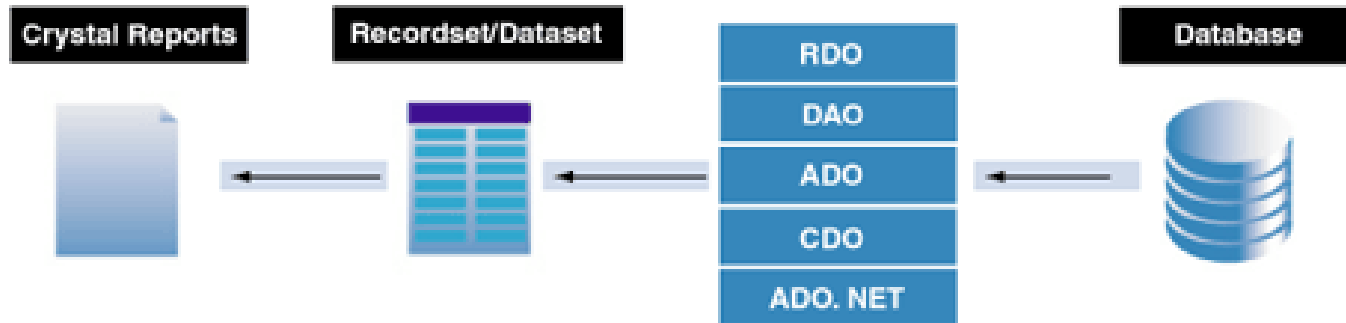 Crystal Reports
Recordset/Dataset
RDO
DAO
ADO
CDO
ADO. NET
Database